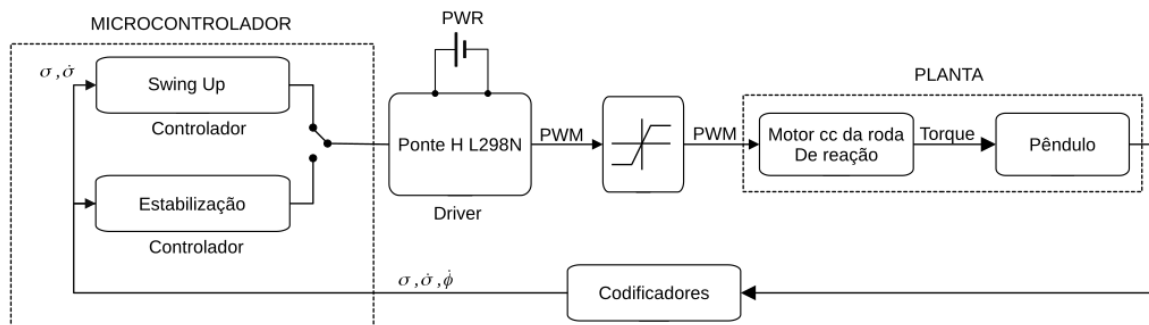 MICROCONTROLADOR
PWR
σ , σ̇
Swing Up
Controlador
Estabilização
Controlador
Ponte H L298N
Driver
PWM
PWM
PLANTA
Motor cc da roda
De reação
Torque
Pêndulo
σ , σ̇ , ϕ̇
Codificadores